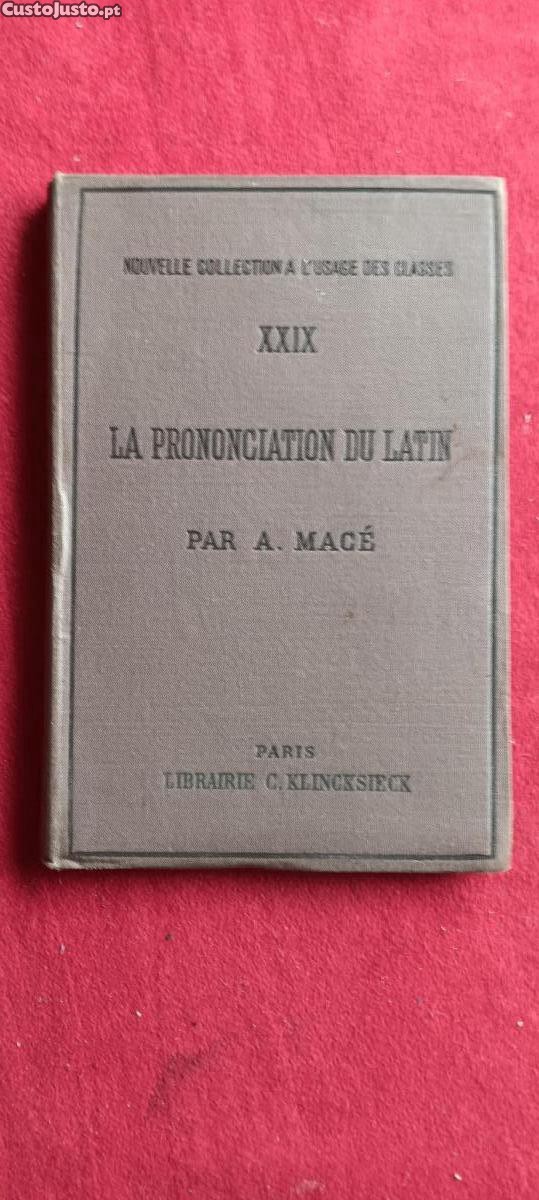 CustoJusto.pt
NOUVELLE COLLECTION A L'USAGE DES CLASSES
XXIX
LA PRONONCIATION DU LATIN
PAR A. MACÉ
PARIS
LIBRAIRIE C. KLINCKSIECK